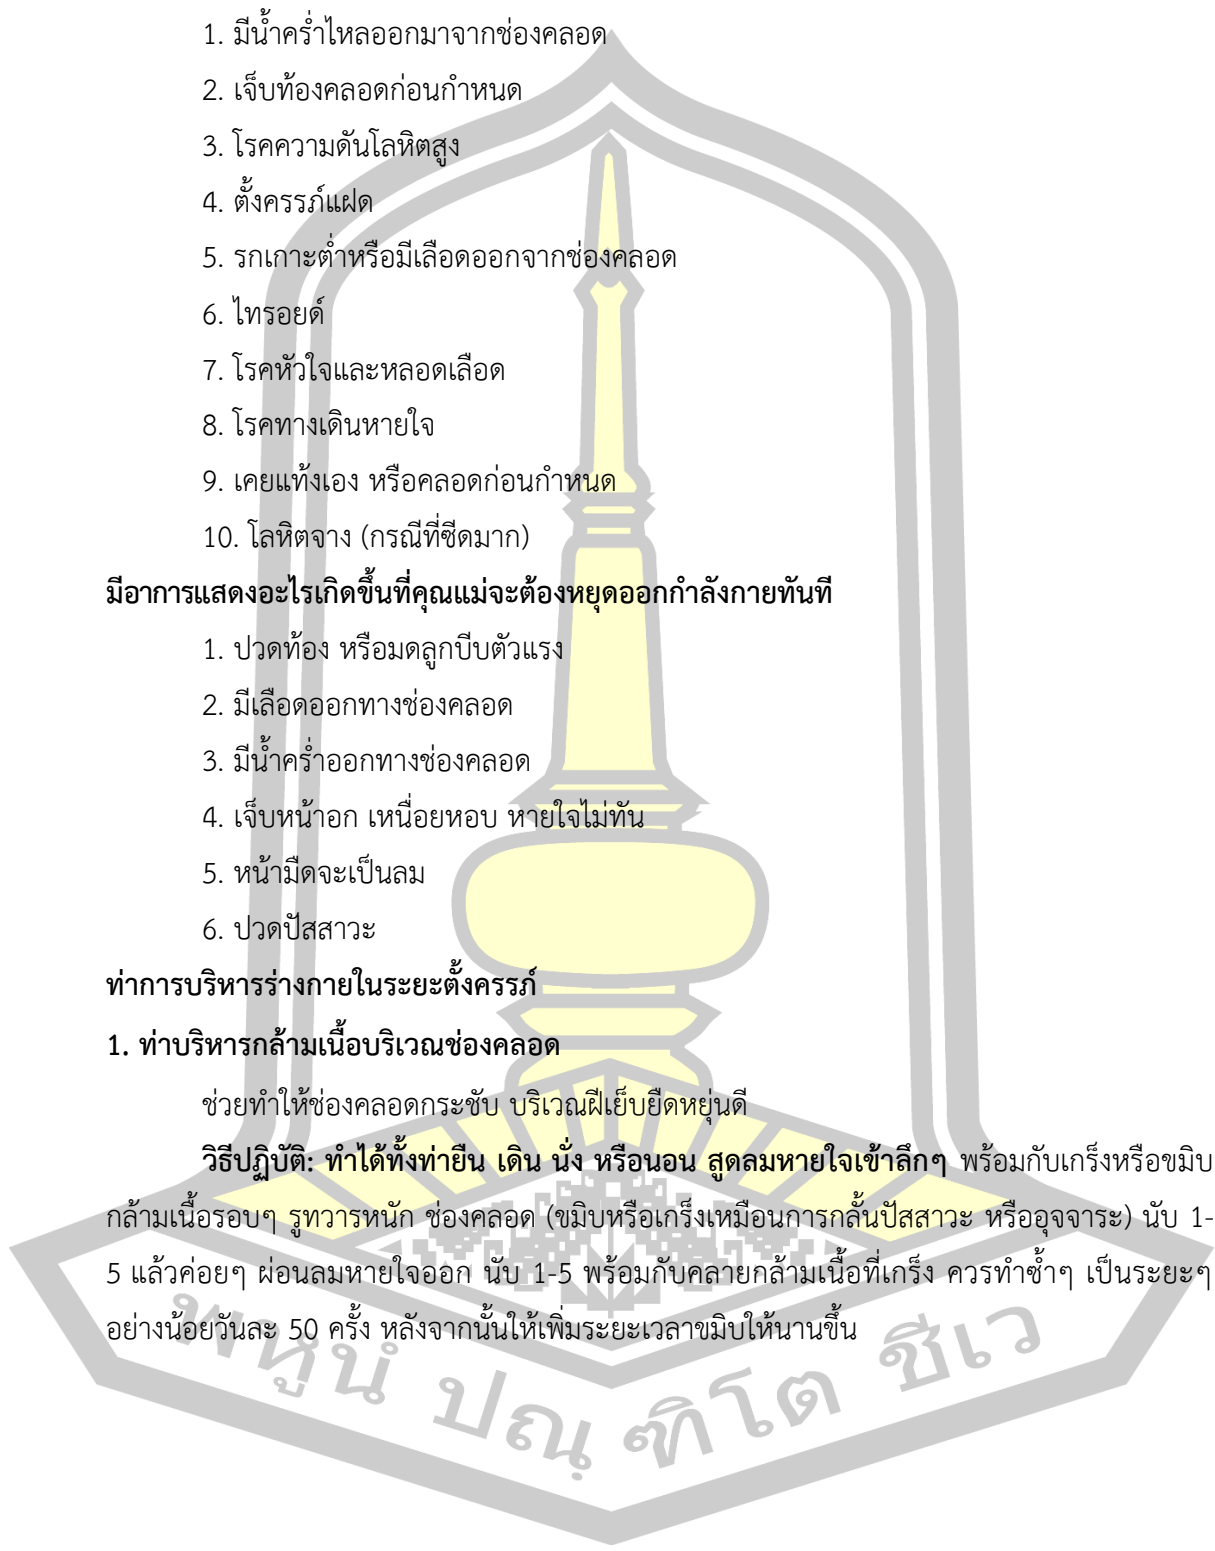 1. มีน้ำคร่ำไหลออกมาจากช่องคลอด
2. เจ็บท้องคลอดก่อนกำหนด
3. โรคความดันโลหิตสูง
4. ตั้งครรภ์แฝด
5. รกเกาะต่ำหรือมีเลือดออกจากช่องคลอด
6. ไทรอยด์
7. โรคหัวใจและหลอดเลือด
8. โรคทางเดินหายใจ
9. เคยแท้งเอง หรือคลอดก่อนกำหนด
10. โลหิตจาง (กรณีที่ซีดมาก)
มีอาการแสดงอะไรเกิดขึ้นที่คุณแม่จะต้องหยุดออกกำลังกายทันที
1. ปวดท้อง หรือมดลูกบีบตัวแรง
2. มีเลือดออกทางช่องคลอด
3. มีน้ำคร่ำออกทางช่องคลอด
4. เจ็บหน้าอก เหนื่อยหอบ หายใจไม่ทัน
5. หน้ามืดจะเป็นลม
6. ปวดปัสสาวะ
ท่าการบริหารร่างกายในระยะตั้งครรภ์
1. ท่าบริหารกล้ามเนื้อบริเวณช่องคลอด
ช่วยทำให้ช่องคลอดกระชับ บริเวณฝีเย็บยืดหยุ่นดี
วิธีปฏิบัติ: ทำได้ทั้งท่ายืน เดิน นั่ง หรือนอน สูดลมหายใจเข้าลึกๆ พร้อมกับเกร็งหรือขมิบ
กล้ามเนื้อรอบๆ รูทวารหนัก ช่องคลอด (ขมิบหรือเกร็งเหมือนการกลั้นปัสสาวะ หรืออุจจาระ) นับ 1-
5 แล้วค่อยๆ ผ่อนลมหายใจออก นับ 1-5 พร้อมกับคลายกล้ามเนื้อที่เกร็ง ควรทำซ้ำๆ เป็นระยะๆ
อย่างน้อยวันละ 50 ครั้ง หลังจากนั้นให้เพิ่มระยะเวลาขมิบให้นานขึ้น
พหูนํ ปณฺฑิโต ชีเว